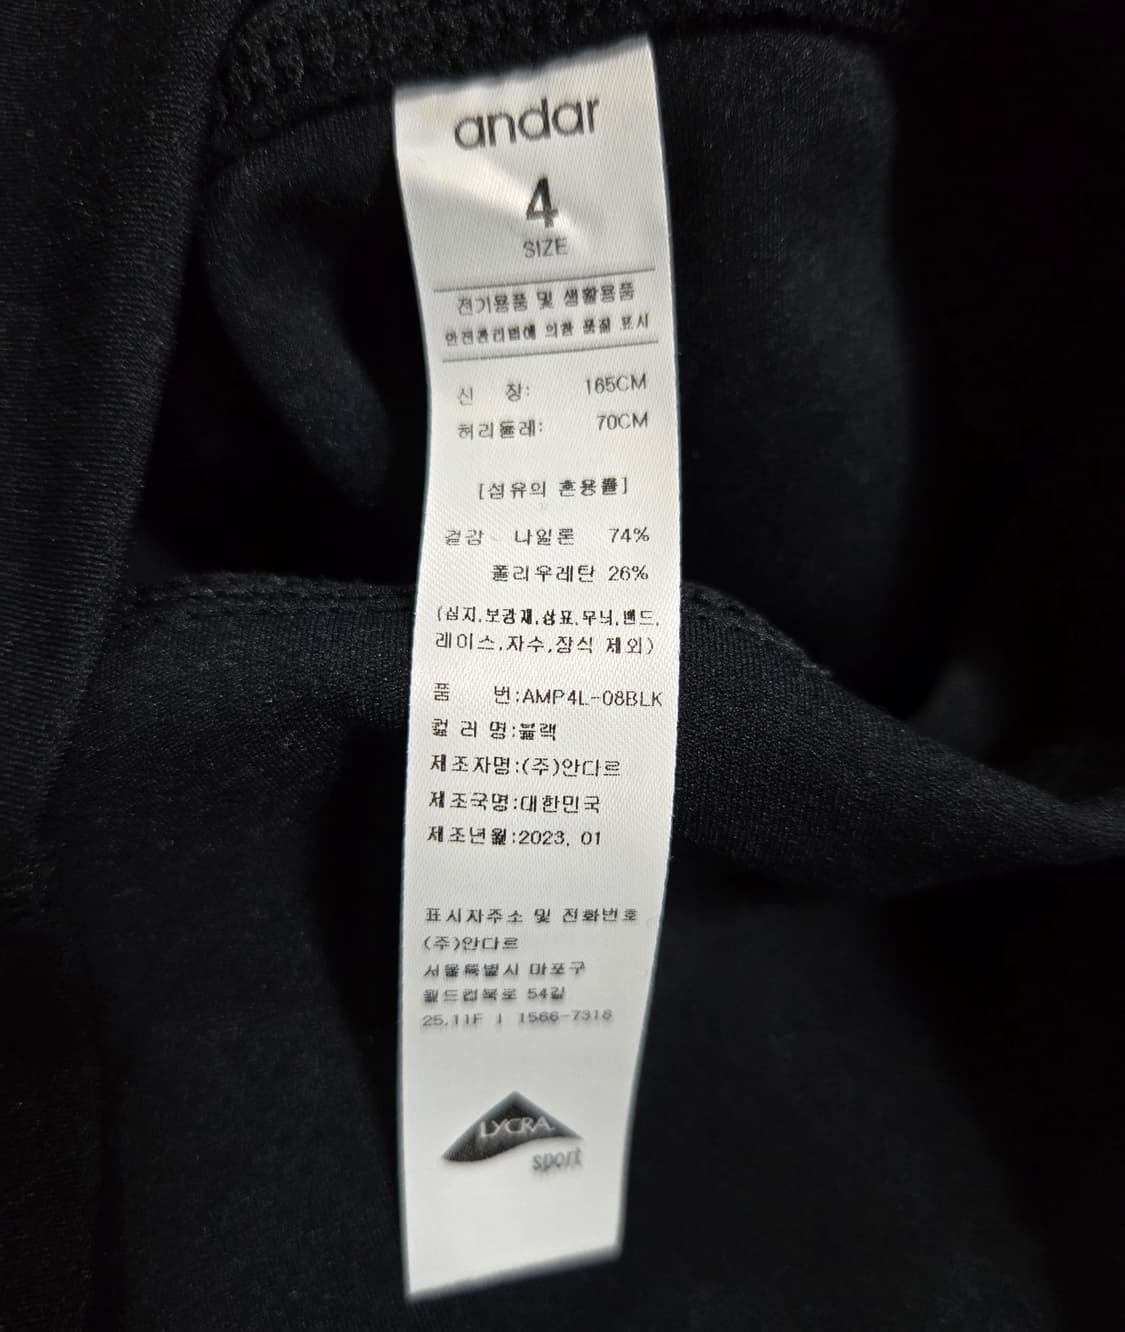 andar
4
SIZE
전기용품 및 생활용품
안전관리법에 의한 품질 표시
신 장: 165CM
허리둘레: 70CM
[섬유의 혼용률]
겉감 나일론 74%
폴리우레탄 26%
(심지,보강재,상표,무늬,밴드,
레이스,자수,장식 제외)
품 번:AMP4L-08BLK
컬 러 명:블랙
제조자명:(주)안다르
제조국명:대한민국
제조년월:2023. 01
표시자주소 및 전화번호
(주)안다르
서울특별시 마포구
월드컵북로 54길
25,11F | 1566-7316
LYCRA
sport